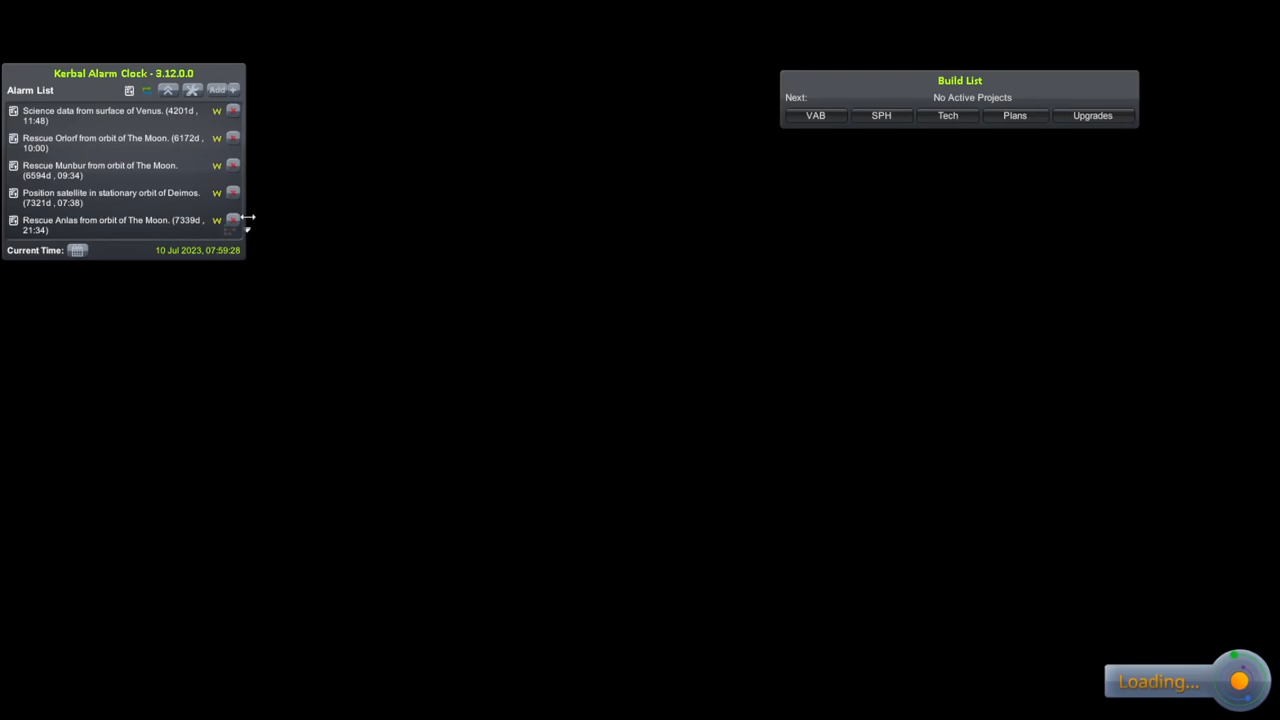 Kerbal Alarm Clock - 3.12.0.0
Alarm List
Add +
Science data from surface of Venus. (4201d ,
11:48)
W
Rescue Orlorf from orbit of The Moon. (6172d ,
10:00)
W
Rescue Munbur from orbit of The Moon.
(6594d , 09:34)
W
Position satellite in stationary orbit of Deimos.
(7321d , 07:38)
W
Rescue Anlas from orbit of The Moon. (7339d ,
21:34)
W
Current Time: 10 Jul 2023, 07:59:28
Build List
Next: No Active Projects
VAB SPH Tech Plans Upgrades
Loading...